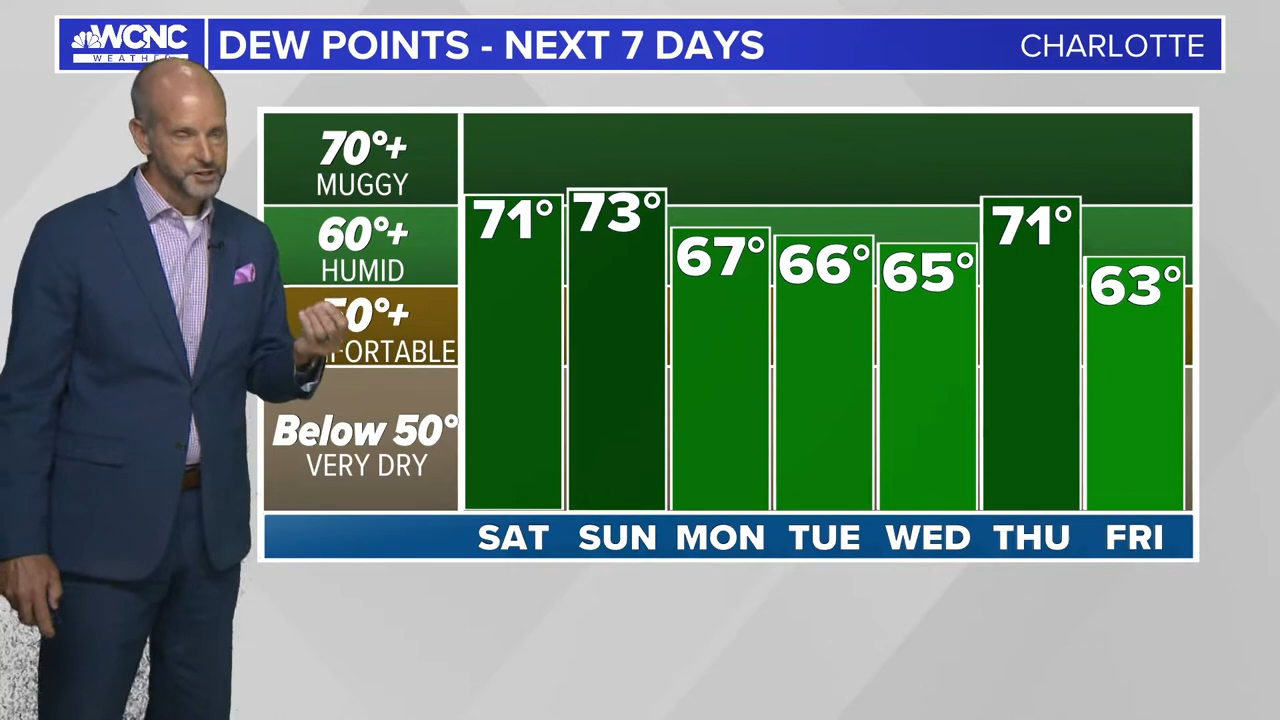 WCNC
WEATHER
DEW POINTS - NEXT 7 DAYS
CHARLOTTE
70°+
MUGGY
60°+
HUMID
Below 50°
VERY DRY
71°
73°
67°
66°
65°
71°
63°
SAT SUN MON TUE WED THU FRI